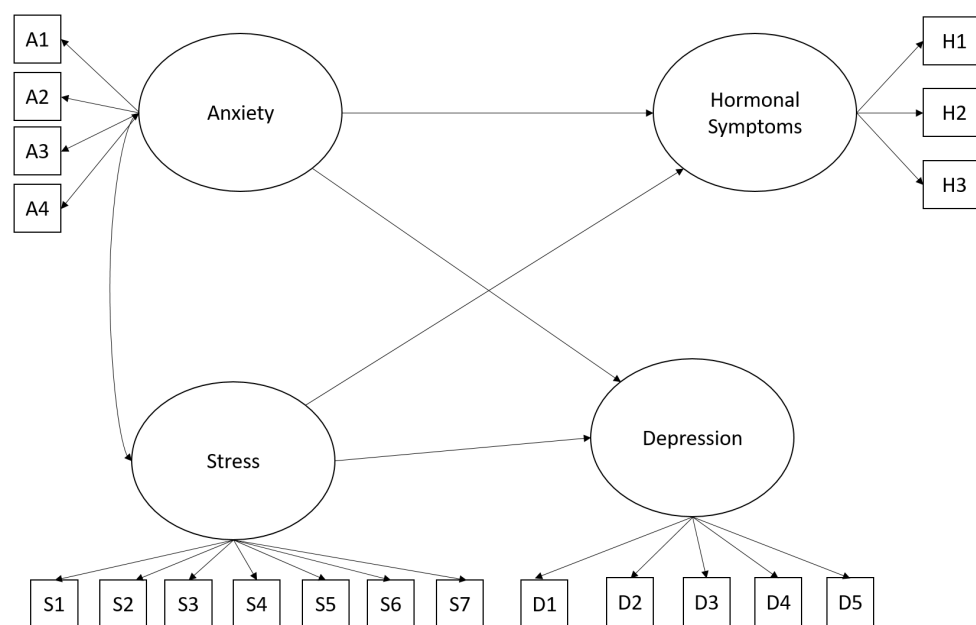 A1
A2
A3
A4
Anxiety
Hormonal
Symptoms
H1
H2
H3
Stress
Depression
S1
S2
S3
S4
S5
S6
S7
D1
D2
D3
D4
D5